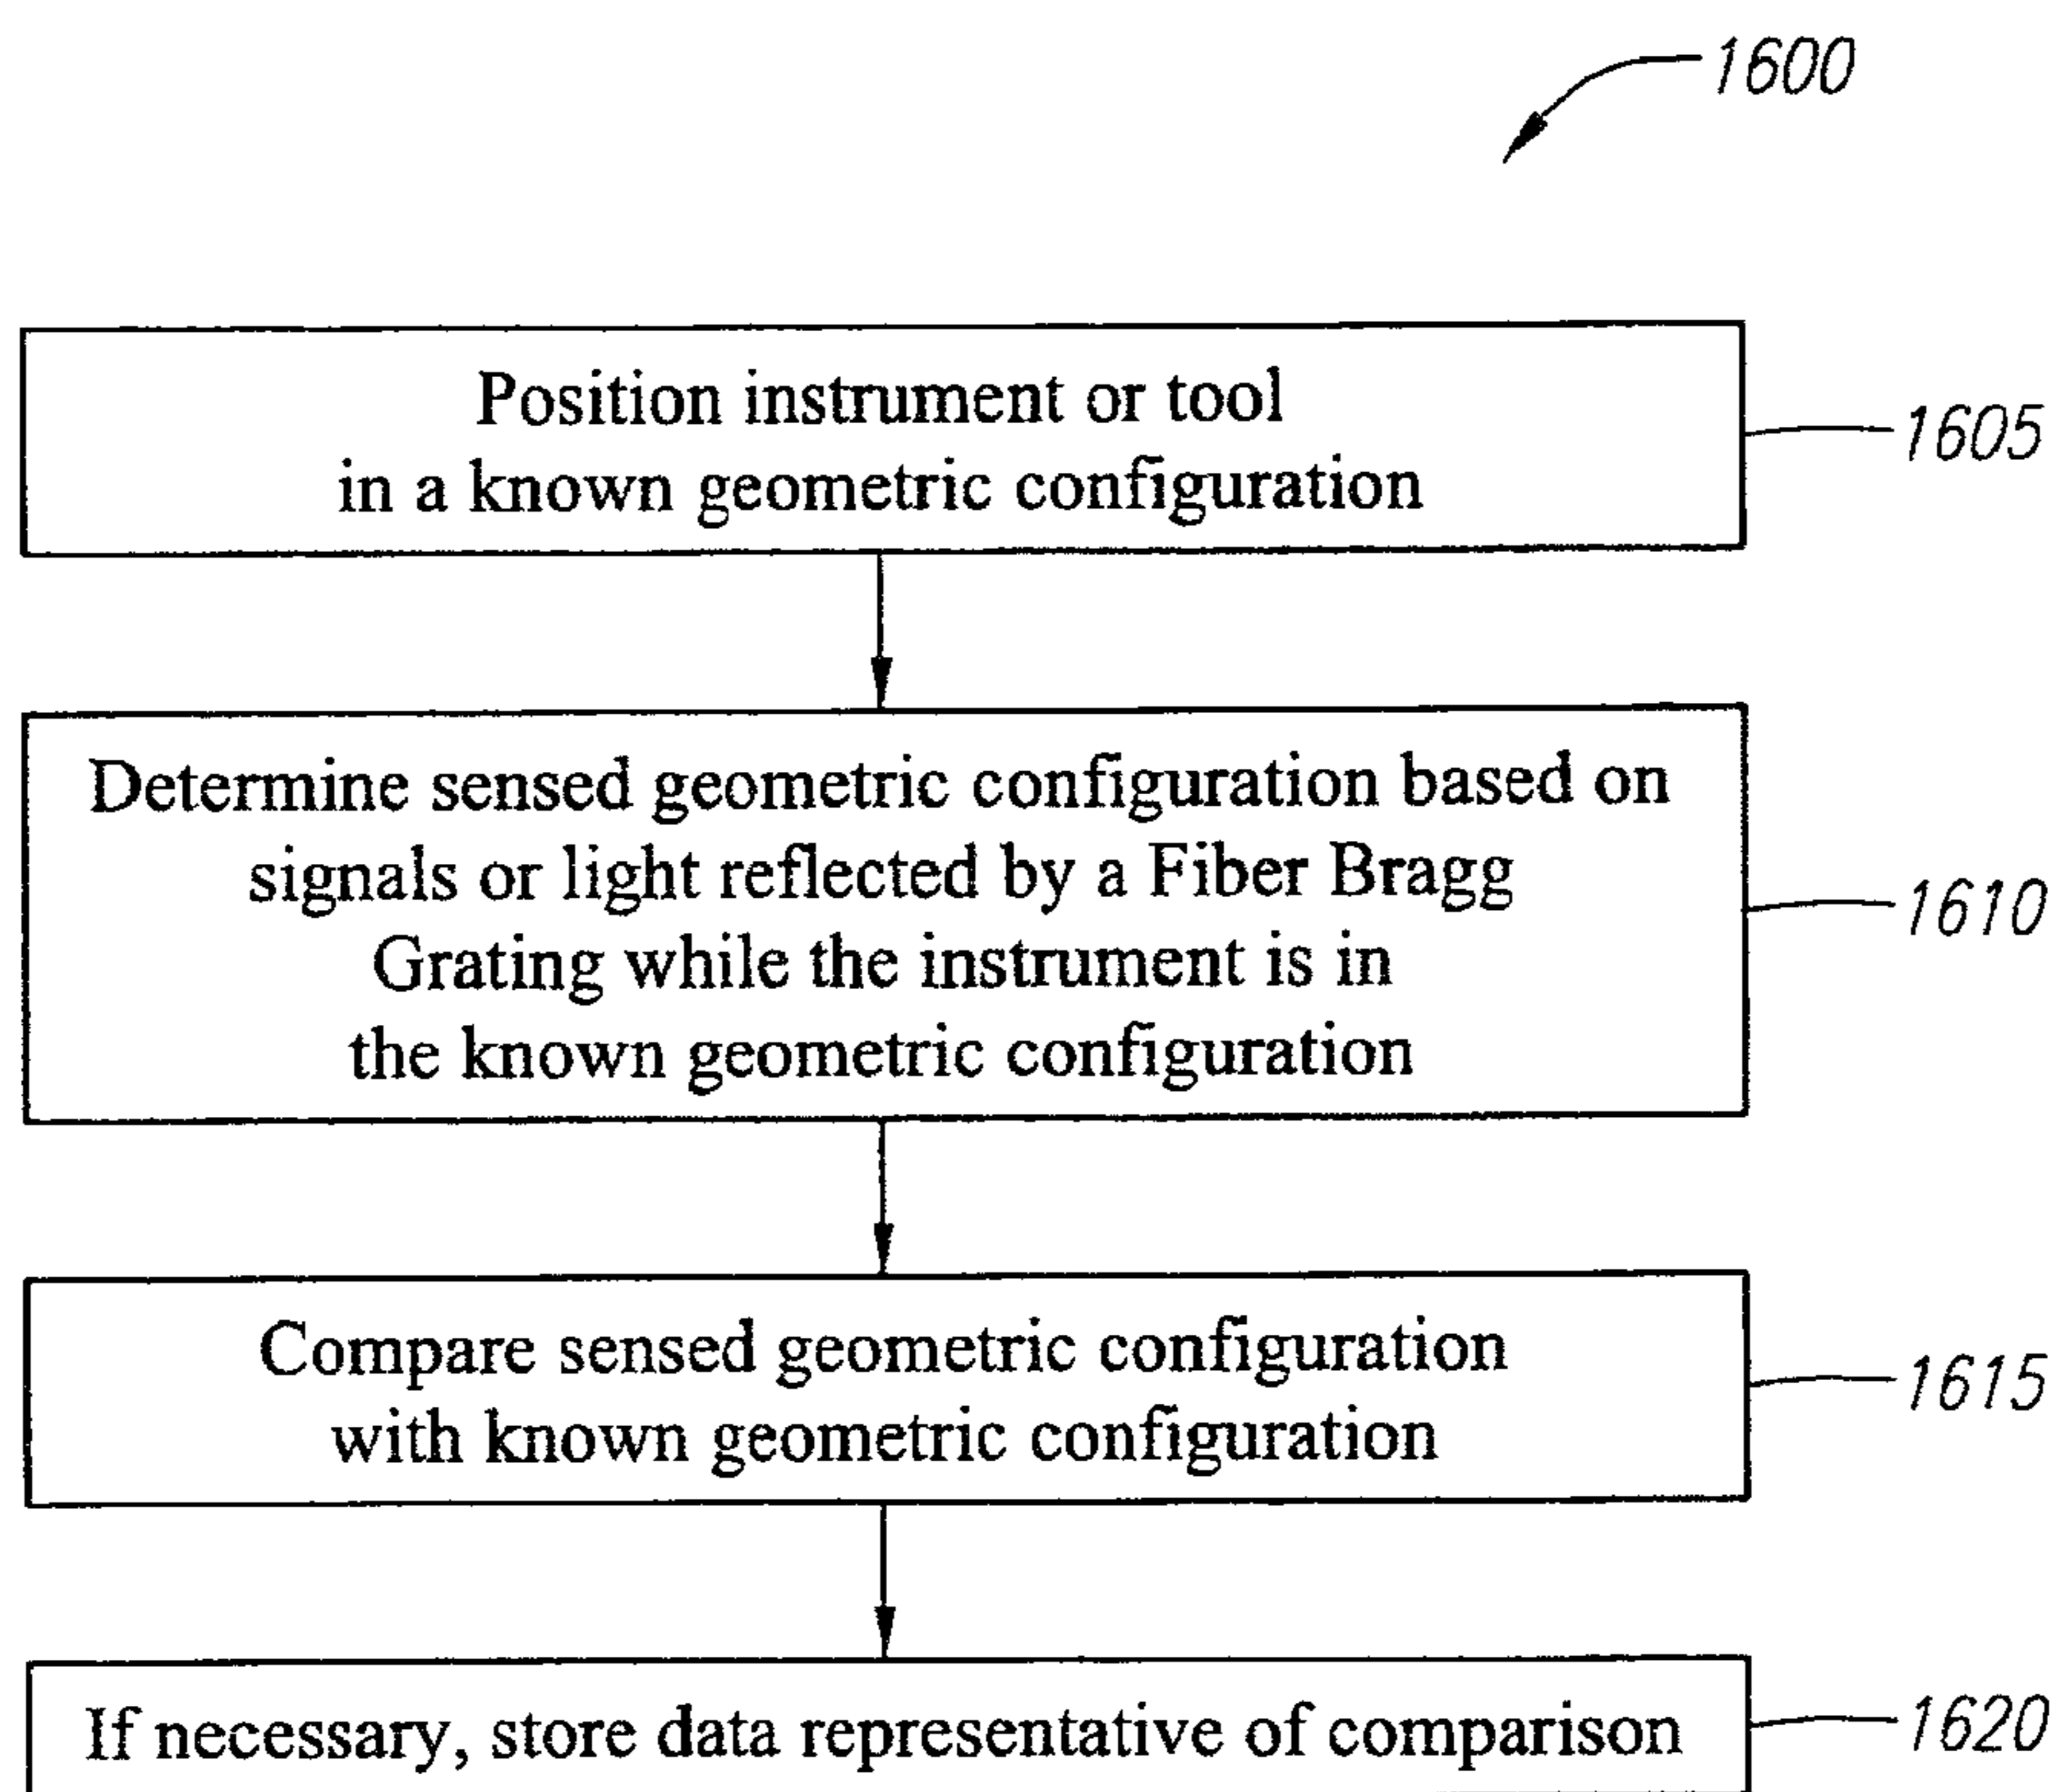 1600
Position instrument or tool
in a known geometric configuration
1605
Determine sensed geometric configuration based on
signals or light reflected by a Fiber Bragg
Grating while the instrument is in
the known geometric configuration
1610
Compare sensed geometric configuration
with known geometric configuration
1615
If necessary, store data representative of comparison
1620